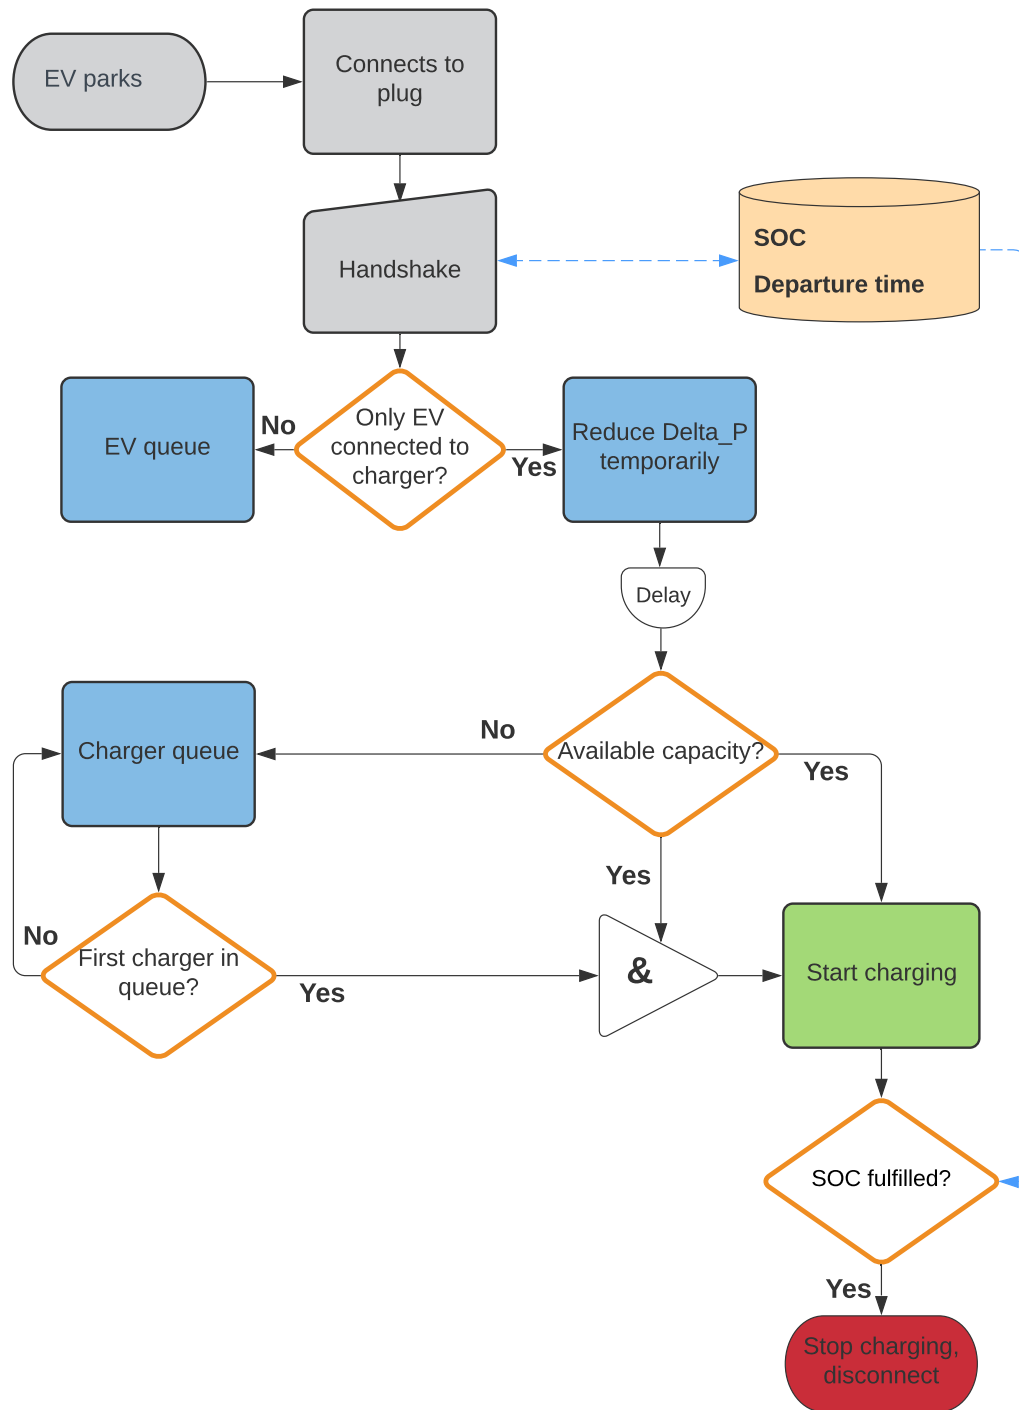 EV parks
Connects to
plug
Handshake
SOC
Departure time
EV queue
No
Only EV
connected to
charger?
Yes
Reduce Delta_P
temporarily
Delay
Charger queue
No
Available capacity?
Yes
Yes
No
First charger in
queue?
Yes
&
Start charging
SOC fulfilled?
Yes
Stop charging,
disconnect